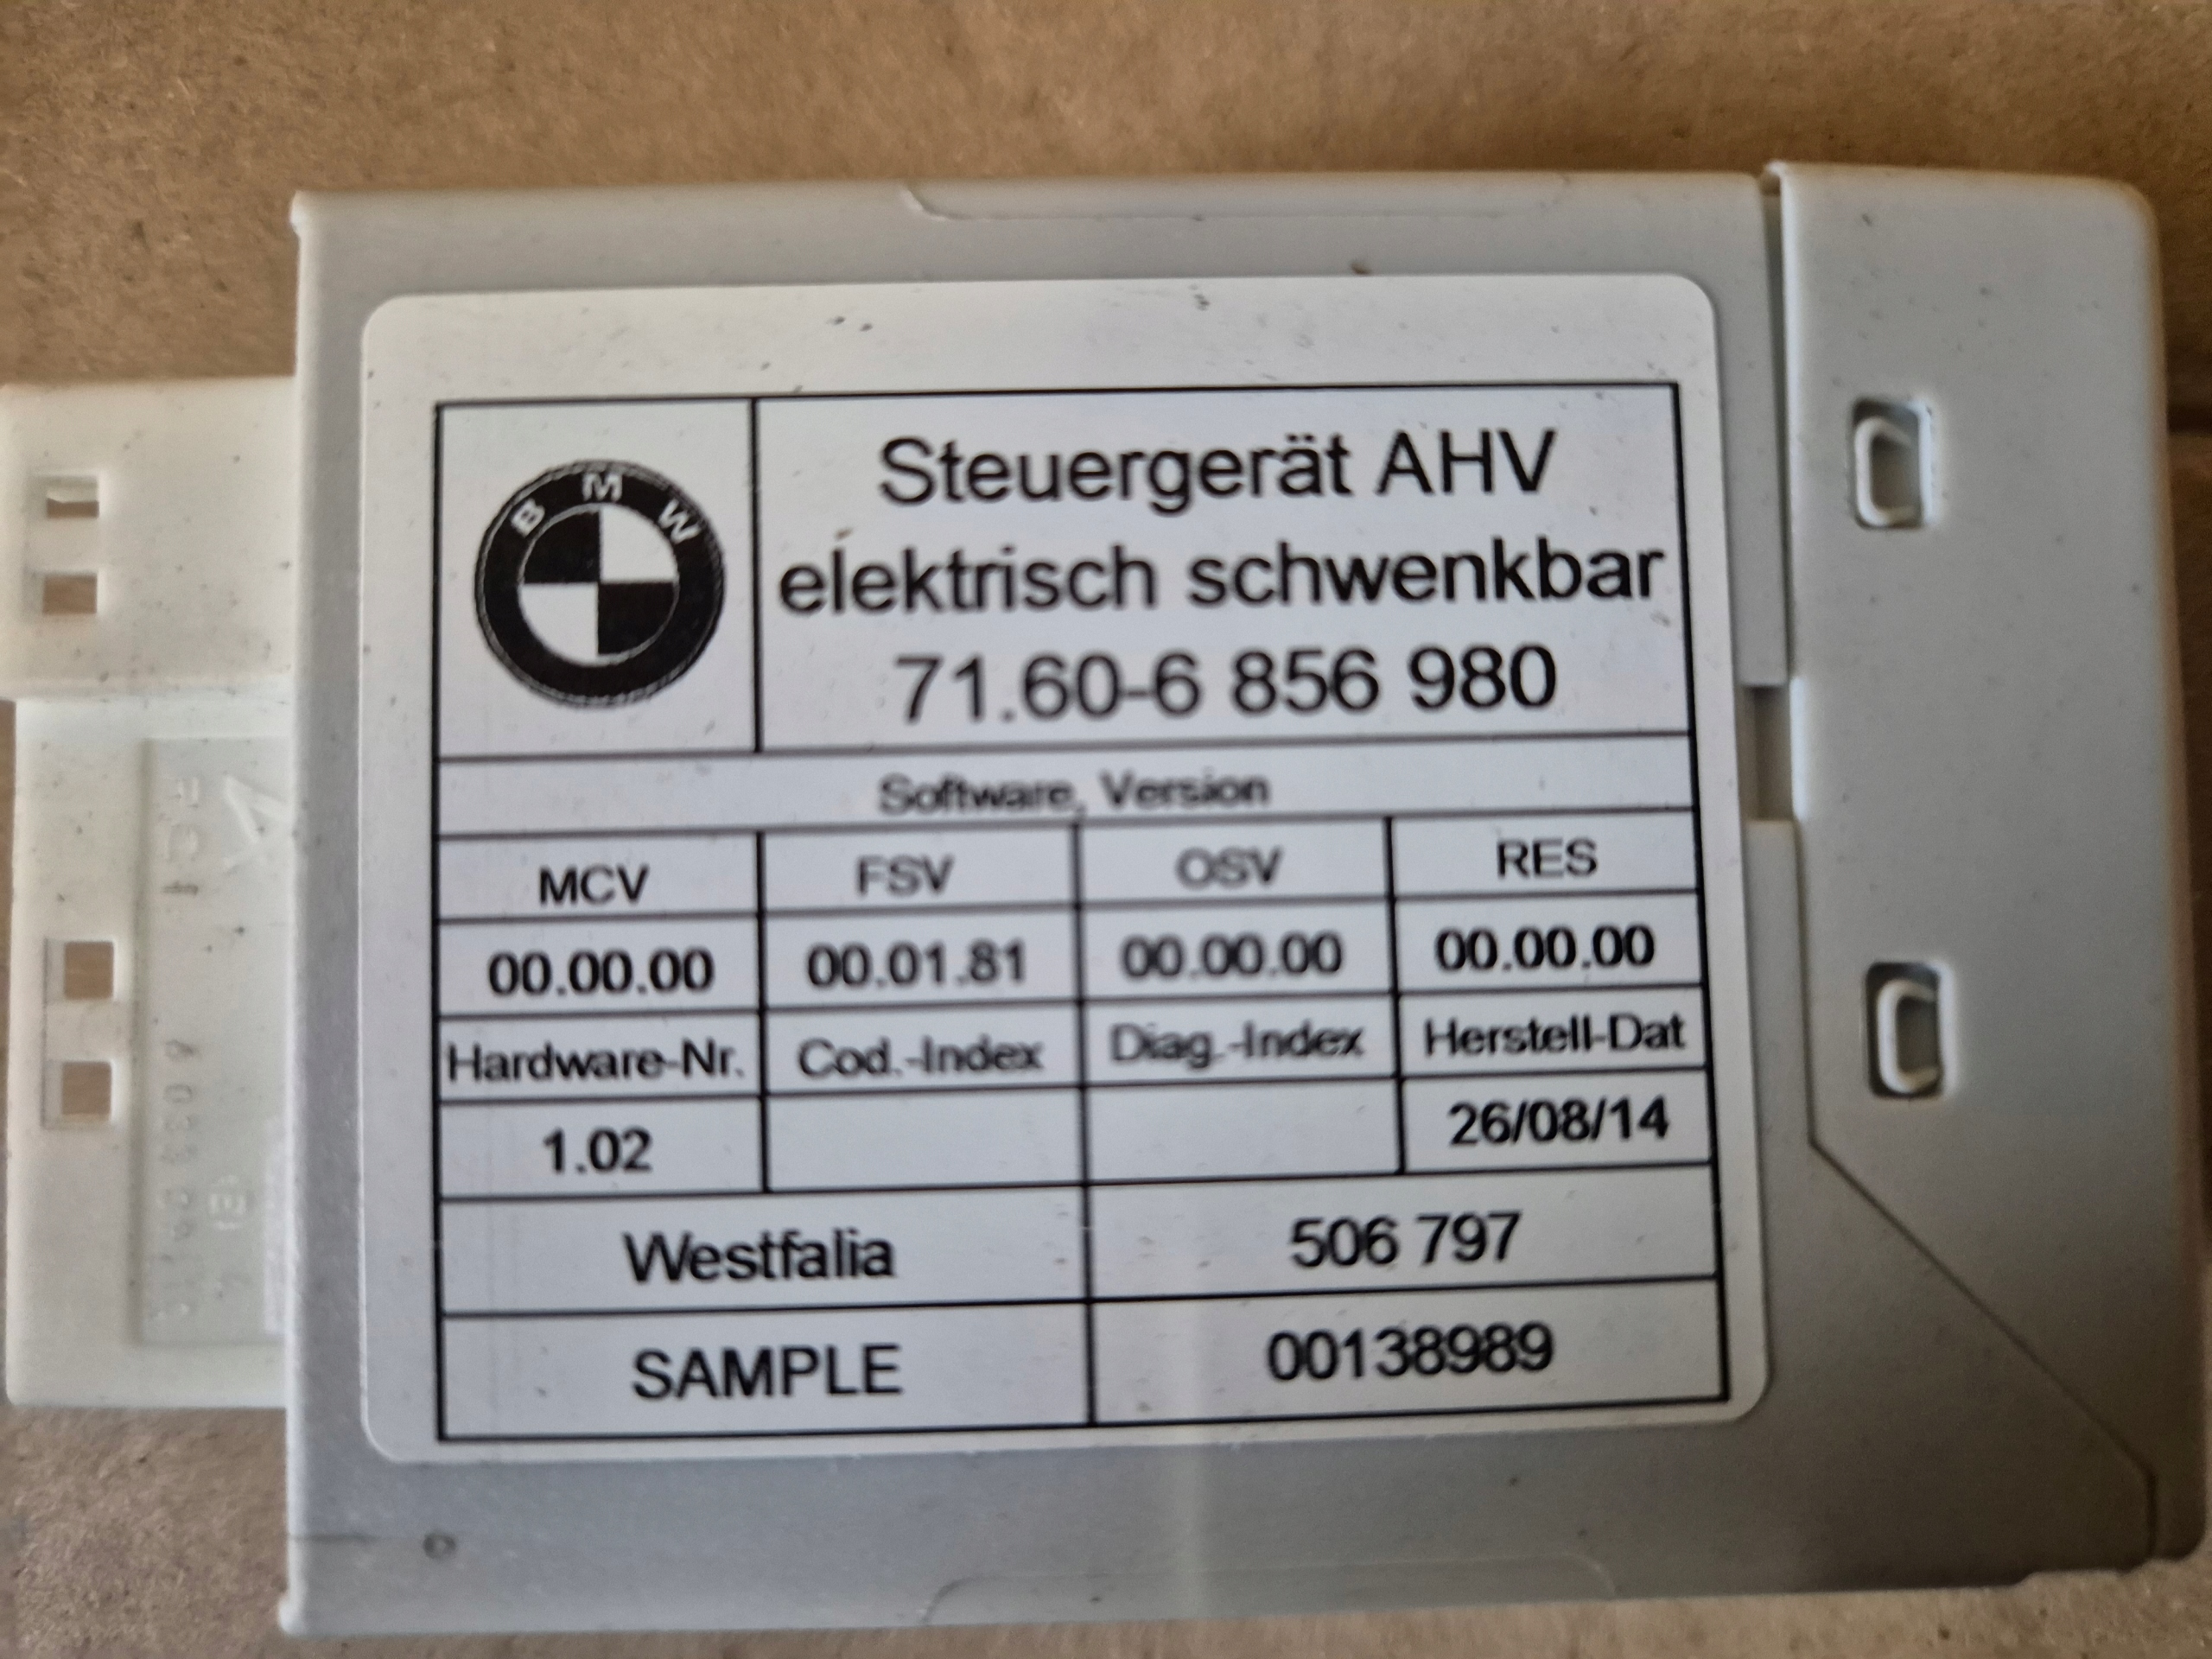 BMW
Steuergerät AHV
elektrisch schwenkbar
71.60-6 856 980
Software, Version
MCV FSV OSV RES
00.00.00 00.01.81 00.00.00 00.00.00
Hardware-Nr. Cod.-Index Diag.-Index Herstell-Dat
1.02 26/08/14
Westfalia 506 797
SAMPLE 00138989